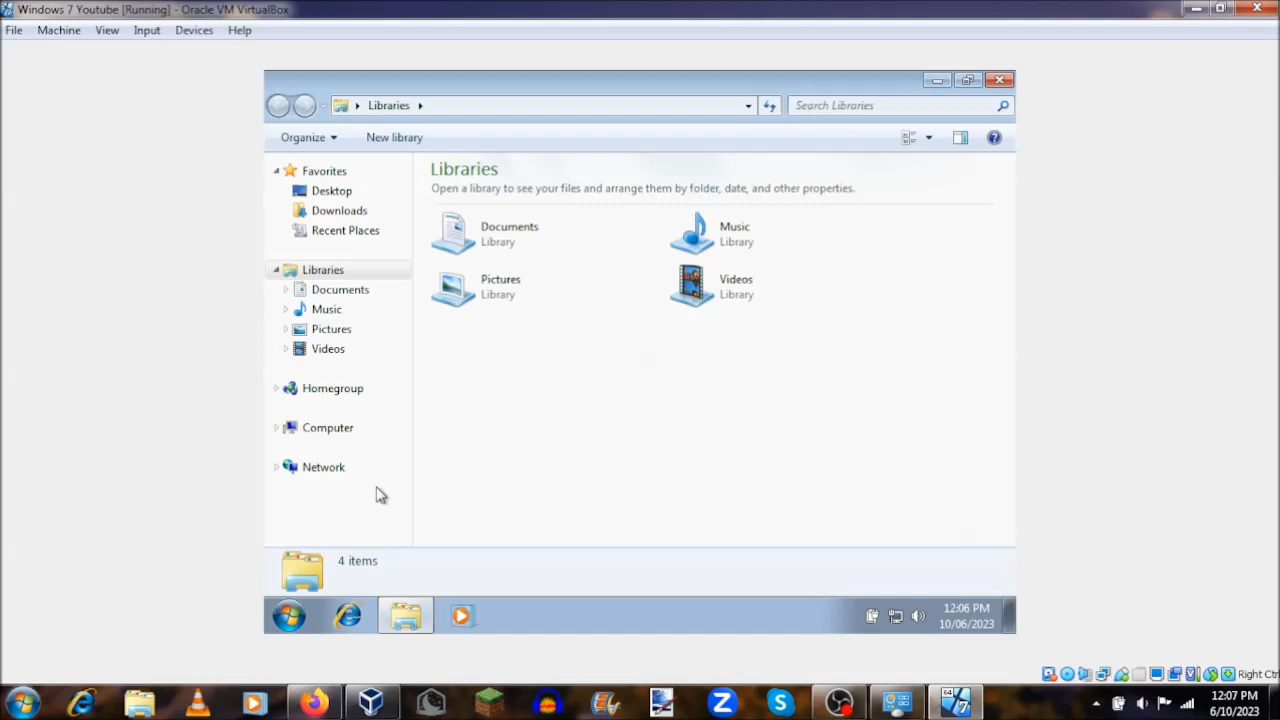 Windows 7 Youtube [Running] - Oracle VM VirtualBox
File Machine View Input Devices Help
Libraries
Search Libraries
Organize New library
Favorites
Desktop
Downloads
Recent Places
Libraries
Documents
Music
Pictures
Videos
Homegroup
Computer
Network
Libraries
Open a library to see your files and arrange them by folder, date, and other properties.
Documents
Library
Music
Library
Pictures
Library
Videos
Library
4 items
12:06 PM
10/06/2023
Right Ctrl
12:07 PM
6/10/2023